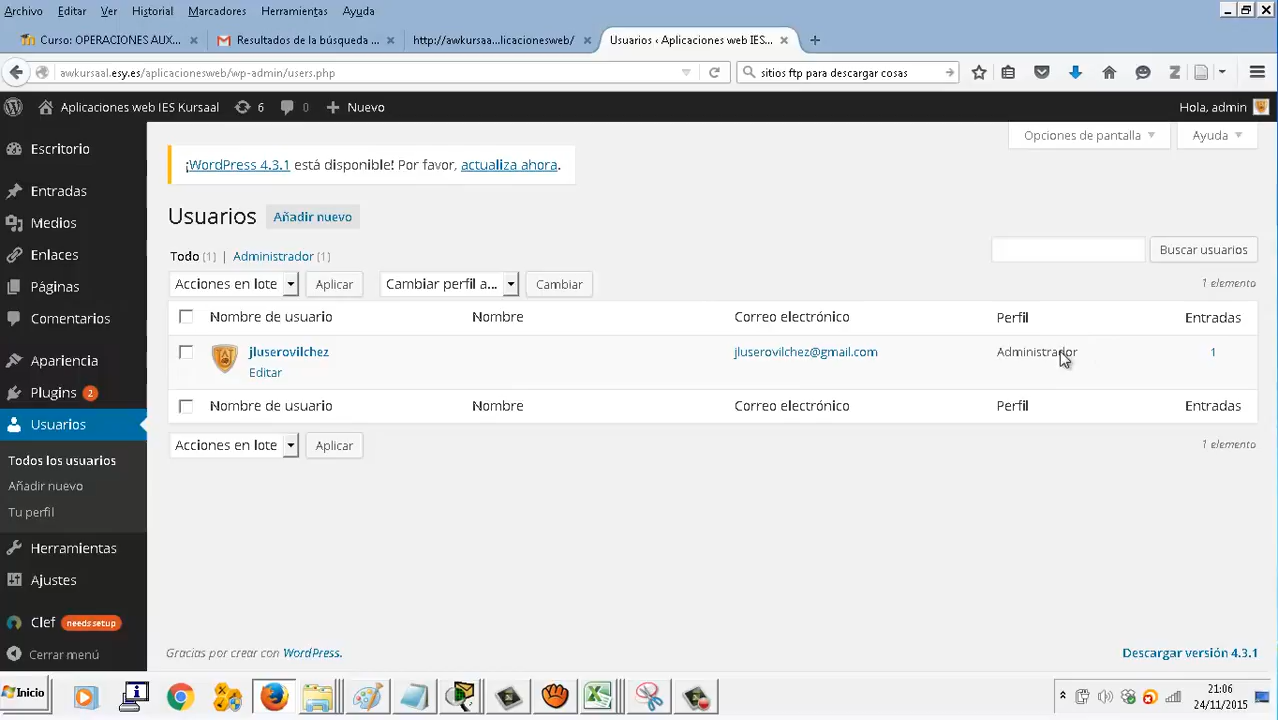 Archivo Editar Ver Historial Marcadores Herramientas Ayuda
Curso: OPERACIONES AUX... Resultados de la búsqueda ... http://awkursaa...licacionesweb/ Usuarios ‹ Aplicaciones web IES...
awkursaal.esy.es/aplicacionesweb/wp-admin/users.php sitios ftp para descargar cosas
Aplicaciones web IES Kursaal 6 0 Nuevo Hola, admin
Opciones de pantalla Ayuda
Escritorio
¡WordPress 4.3.1 está disponible! Por favor, actualiza ahora.
Entradas
Medios
Enlaces
Páginas
Comentarios
Apariencia
Plugins 2
Usuarios
Todos los usuarios
Añadir nuevo
Tu perfil
Herramientas
Ajustes
Clef needs setup
Cerrar menú
Usuarios Añadir nuevo
Todo (1) | Administrador (1)
Buscar usuarios
Acciones en lote Aplicar Cambiar perfil a... Cambiar 1 elemento
Nombre de usuario Nombre Correo electrónico Perfil Entradas
jluserovilchez jluserovilchez@gmail.com Administrador 1
Editar
Nombre de usuario Nombre Correo electrónico Perfil Entradas
Acciones en lote Aplicar 1 elemento
Gracias por crear con WordPress. Descargar versión 4.3.1
Inicio 21:06
24/11/2015